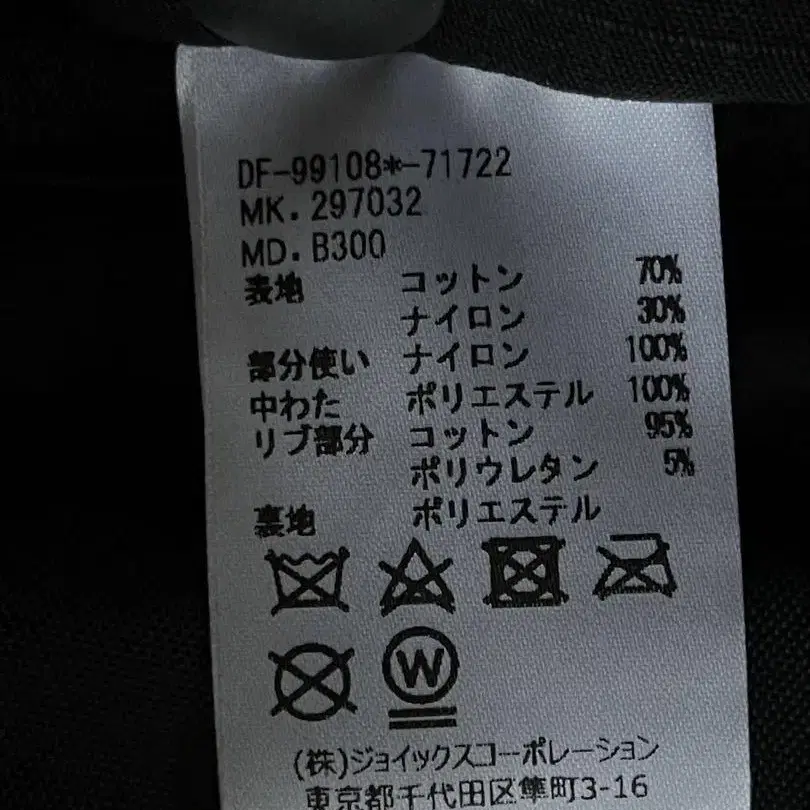 DF-99108*-71722
MK. 297032
MD. B300
表地 コットン 70%
ナイロン 30%
部分使い ナイロン 100%
中わた ポリエステル 100%
リブ部分 コットン 95%
ポリウレタン 5%
裏地 ポリエステル
W
(株)ジョイックスコーポレーション
東京都千代田区隼町3-16